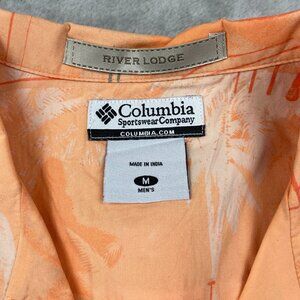 RIVER LODGE
Columbia
Sportswear Company
COLUMBIA.COM
MADE IN INDIA
M
MEN'S